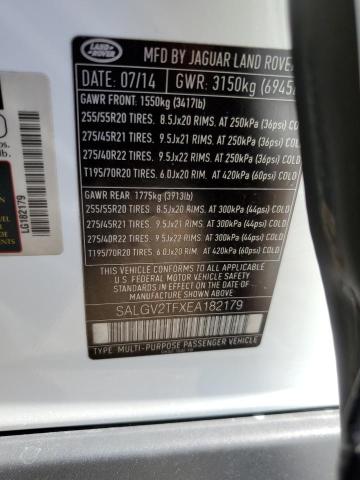 LAND ROVER
MFD BY JAGUAR LAND ROVER
DATE: 07/14 GWR: 3150kg (6945
GAWR FRONT: 1550kg (3417lb)
255/55R20 TIRES. 8.5Jx20 RIMS. AT 250kPa (36psi) COLD
275/45R21 TIRES. 9.5Jx21 RIMS. AT 250kPa (36psi) COLD
275/40R22 TIRES. 9.5Jx22 RIMS. AT 250kPa (36psi) COLD
T195/70R20 TIRES. 6.0Jx20 RIM. AT 420kPa (60psi) COLD
GAWR REAR: 1775kg (3913lb)
255/55R20 TIRES. 8.5Jx20 RIMS. AT 300kPa (44psi) COLD
275/45R21 TIRES. 9.5Jx21 RIMS. AT 300kPa (44psi) COLD
275/40R22 TIRES. 9.5Jx22 RIMS. AT 300kPa (44psi) COLD
T195/70R20 TIRES. 6.0Jx20 RIM. AT 420kPa (60psi) COLD
THIS VEHICLE CONFORMS TO ALL APPLICABLE
U.S. FEDERAL MOTOR VEHICLE SAFETY
STANDARDS IN EFFECT ON THE DATE OF
MANUFACTURE SHOWN ABOVE.
SALGV2TFXEA182179
TYPE: MULTI-PURPOSE PASSENGER VEHICLE
lb.
LG182179